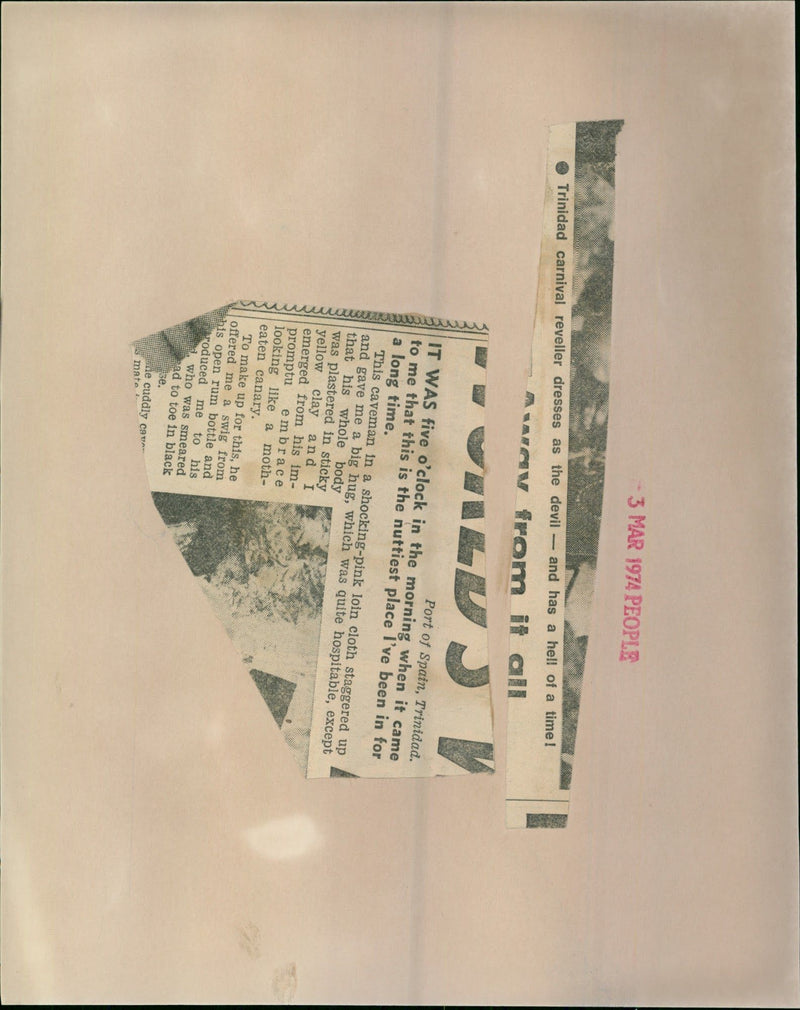 3 MAR 1974 PEOPLE
● Trinidad carnival reveller dresses as the devil — and has a hell of a time!
from it all
Port of Spain, Trinidad.
IT WAS five o'clock in the morning when it came
to me that this is the nuttiest place I've been in for
a long time.
This caveman in a shocking-pink loin cloth staggered up
and gave me a big hug, which was quite hospitable, except
that his whole body
was plastered in sticky
yellow clay and I
emerged from his im-
promptu embrace
looking like a moth-
eaten canary.
To make up for this, he
offered me a swig from
his open rum bottle and
roduced me to his
who was smeared
ad to toe in black
se.
cuddly